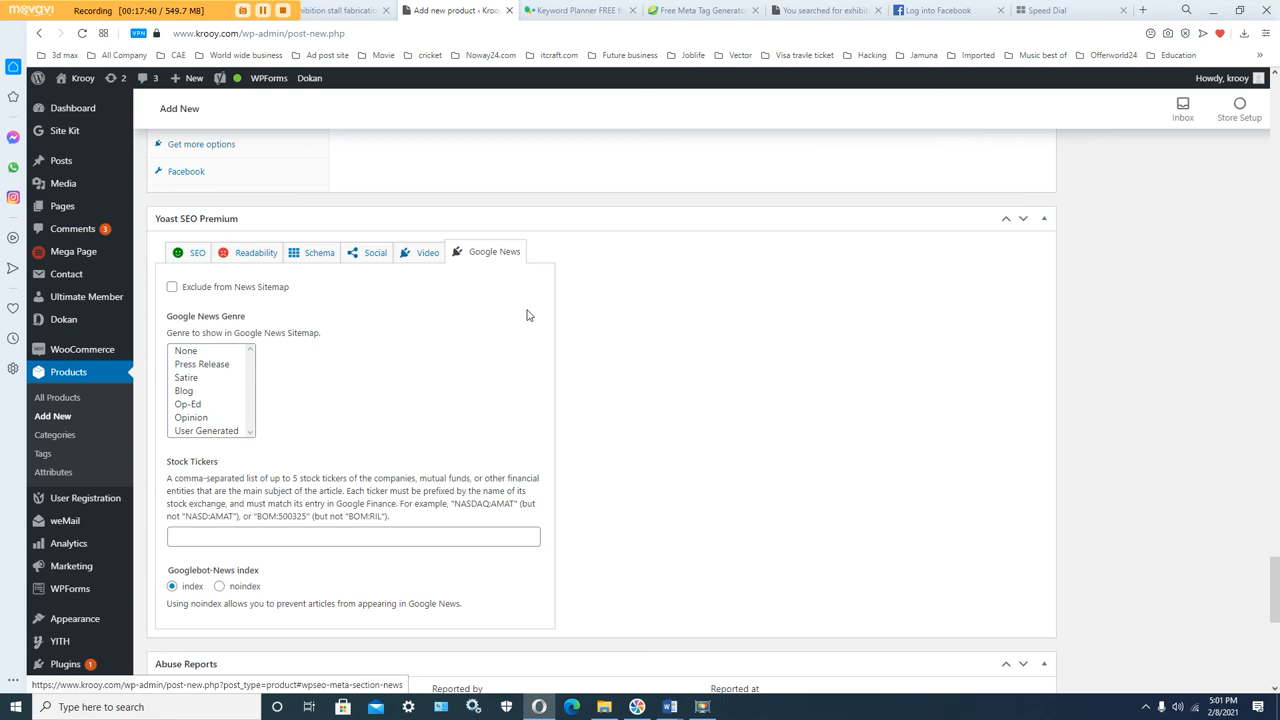 movavi
Recording 00:17:40 / 549.7 MB
hibition stall fabrication
Add new product ‹ Krooy
Keyword Planner FREE
Free Meta Tag Generator
You searched for exhibit
Log into Facebook
Speed Dial
VPN www.krooy.com/wp-admin/post-new.php
3d max All Company CAE World wide business Ad post site Movie cricket Noway24.com itcraft.com Future business Joblife Vector Visa travle ticket Hacking Jamuna Imported Music best of Offerworld24 Education
Krooy 2 3 New WPForms Dokan Howdy, krooy
Add New
Inbox
Store Setup
Dashboard
Site Kit
Posts
Media
Pages
Comments 3
Mega Page
Contact
Ultimate Member
Dokan
WooCommerce
Products
All Products
Add New
Categories
Tags
Attributes
User Registration
weMail
Analytics
Marketing
WPForms
Appearance
YITH
Plugins 1
Get more options
Facebook
Yoast SEO Premium
SEO Readability Schema Social Video Google News
Exclude from News Sitemap
Google News Genre
Genre to show in Google News Sitemap.
None
Press Release
Satire
Blog
Op-Ed
Opinion
User Generated
Stock Tickers
A comma-separated list of up to 5 stock tickers of the companies, mutual funds, or other financial
entities that are the main subject of the article. Each ticker must be prefixed by the name of its
stock exchange, and must match its entry in Google Finance. For example, "NASDAQ:AMAT" (but
not "NASD:AMAT"), or "BOM:500325" (but not "BOM:RIL").
Googlebot-News index
index noindex
Using noindex allows you to prevent articles from appearing in Google News.
Abuse Reports
Reported by Reported at
https://www.krooy.com/wp-admin/post-new.php?post_type=product#wpseo-meta-section-news
Type here to search
5:01 PM
2/8/2021